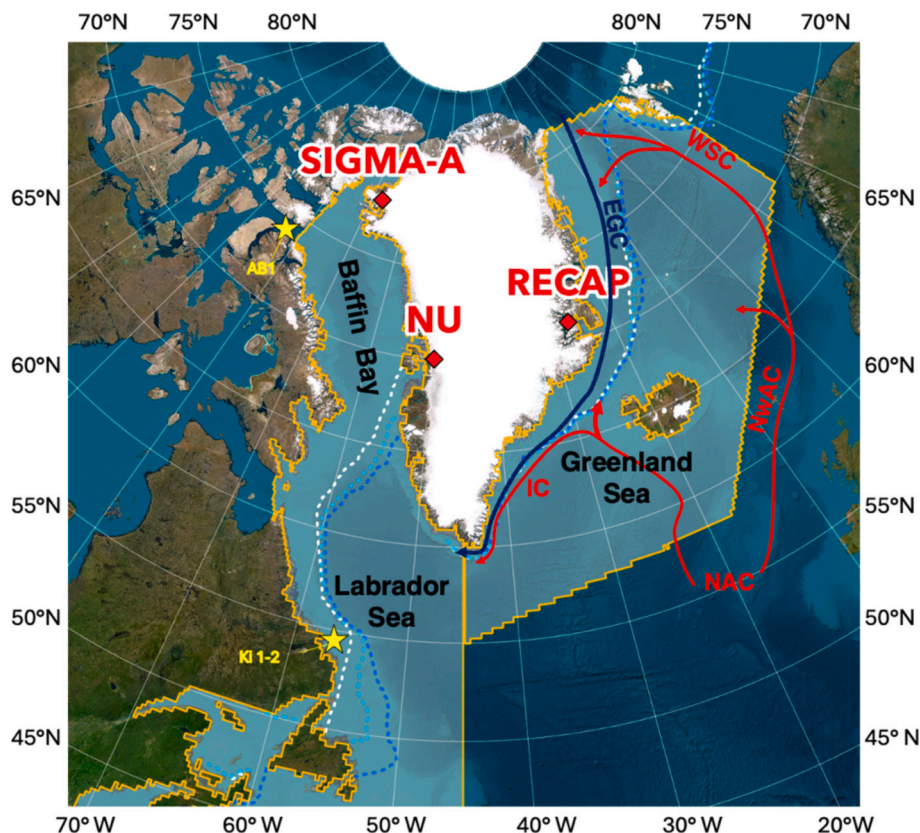 70°N 75°N 80°N 80°N 75°N 70°N
SIGMA-A
WSC
65°N
65°N
EGC
AB1
Baffin Bay
RECAP
NU
60°N
60°N
NwAC
Greenland
Sea
IC
55°N
55°N
NAC
Labrador
Sea
50°N
50°N
KI 1-2
45°N
45° N
70°W 60°W 50°W 40°W 30°W 20°W